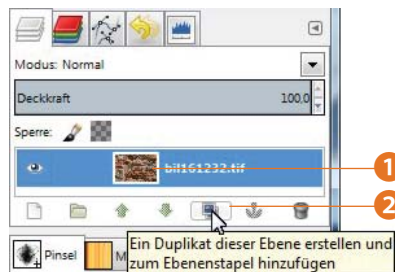 Modus: Normal
Deckkraft 100,0
Sperre:
bil161232.tif
1
2
Pinsel M
Ein Duplikat dieser Ebene erstellen und
zum Ebenenstapel hinzufügen